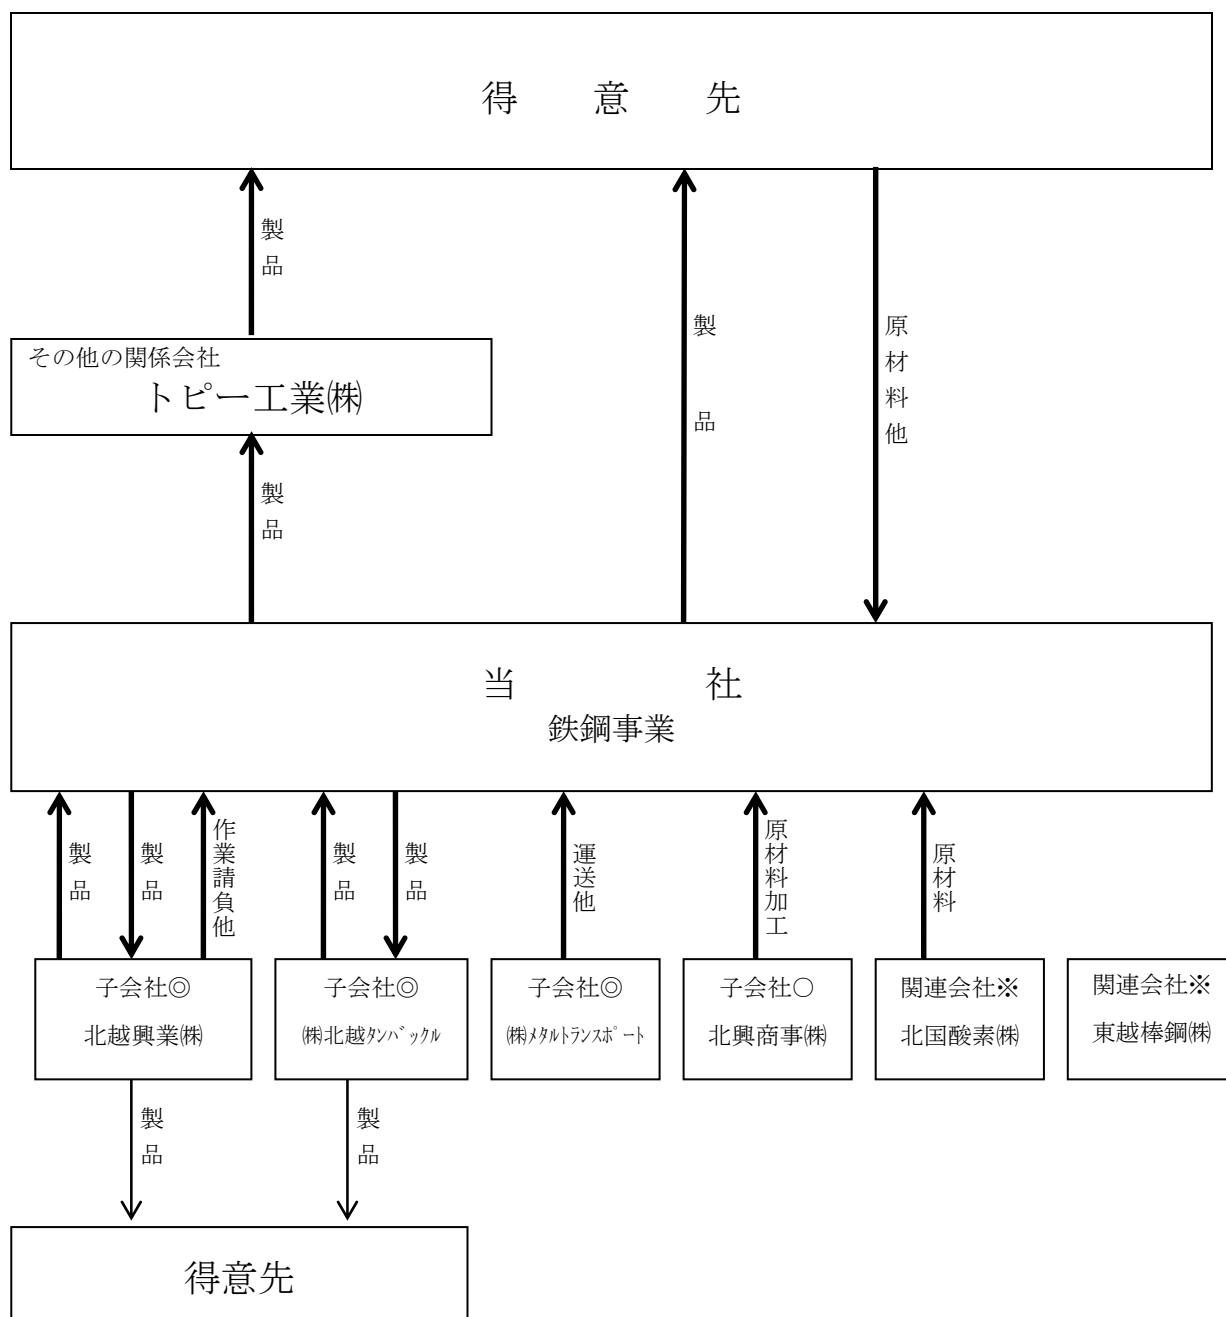 得意先
製品
製品
原材料他
その他の関係会社
トピー工業㈱
製品
当社
鉄鋼事業
製品
製品
作業請負他
製品
製品
運送他
原材料加工
原材料
子会社◎
北越興業㈱
子会社◎
㈱北越ﾀﾝﾊﾞｯｸﾙ
子会社◎
㈱ﾒﾀﾙﾄﾗﾝｽﾎﾟｰﾄ
子会社○
北興商事㈱
関連会社※
北国酸素㈱
関連会社※
東越棒鋼㈱
製品
製品
得意先